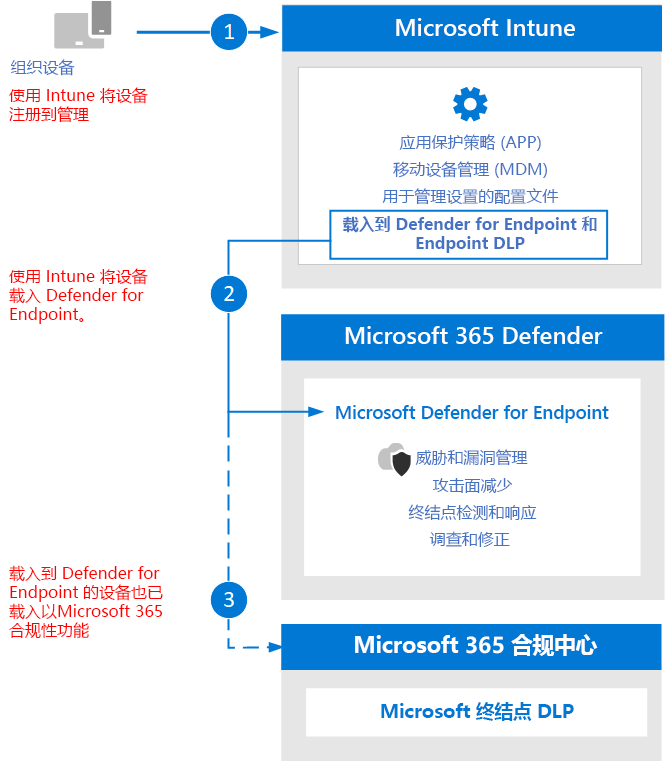 1
Microsoft Intune
组织设备
使用 Intune 将设备
注册到管理
应用保护策略 (APP)
移动设备管理 (MDM)
用于管理设置的配置文件
载入到 Defender for Endpoint 和
Endpoint DLP
使用 Intune 将设备
载入 Defender for
Endpoint。
2
Microsoft 365 Defender
Microsoft Defender for Endpoint
威胁和漏洞管理
攻击面减少
终结点检测和响应
调查和修正
载入到 Defender for
Endpoint 的设备也已
载入以Microsoft 365
合规性功能
3
Microsoft 365 合规中心
Microsoft 终结点 DLP